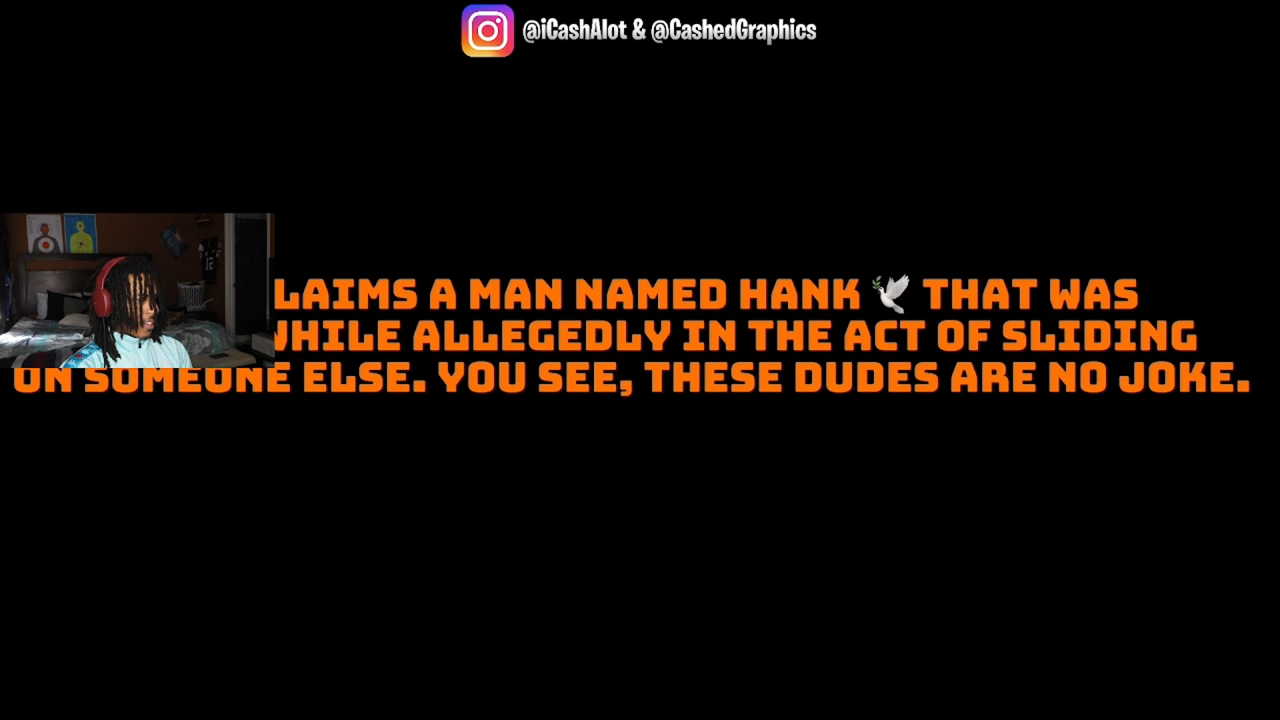 @iCashAlot & @CashedGraphics
LAIMS A MAN NAMED HANK 🕊 THAT WAS
WHILE ALLEGEDLY IN THE ACT OF SLIDING
ON SOMEONE ELSE. YOU SEE, THESE DUDES ARE NO JOKE.
12